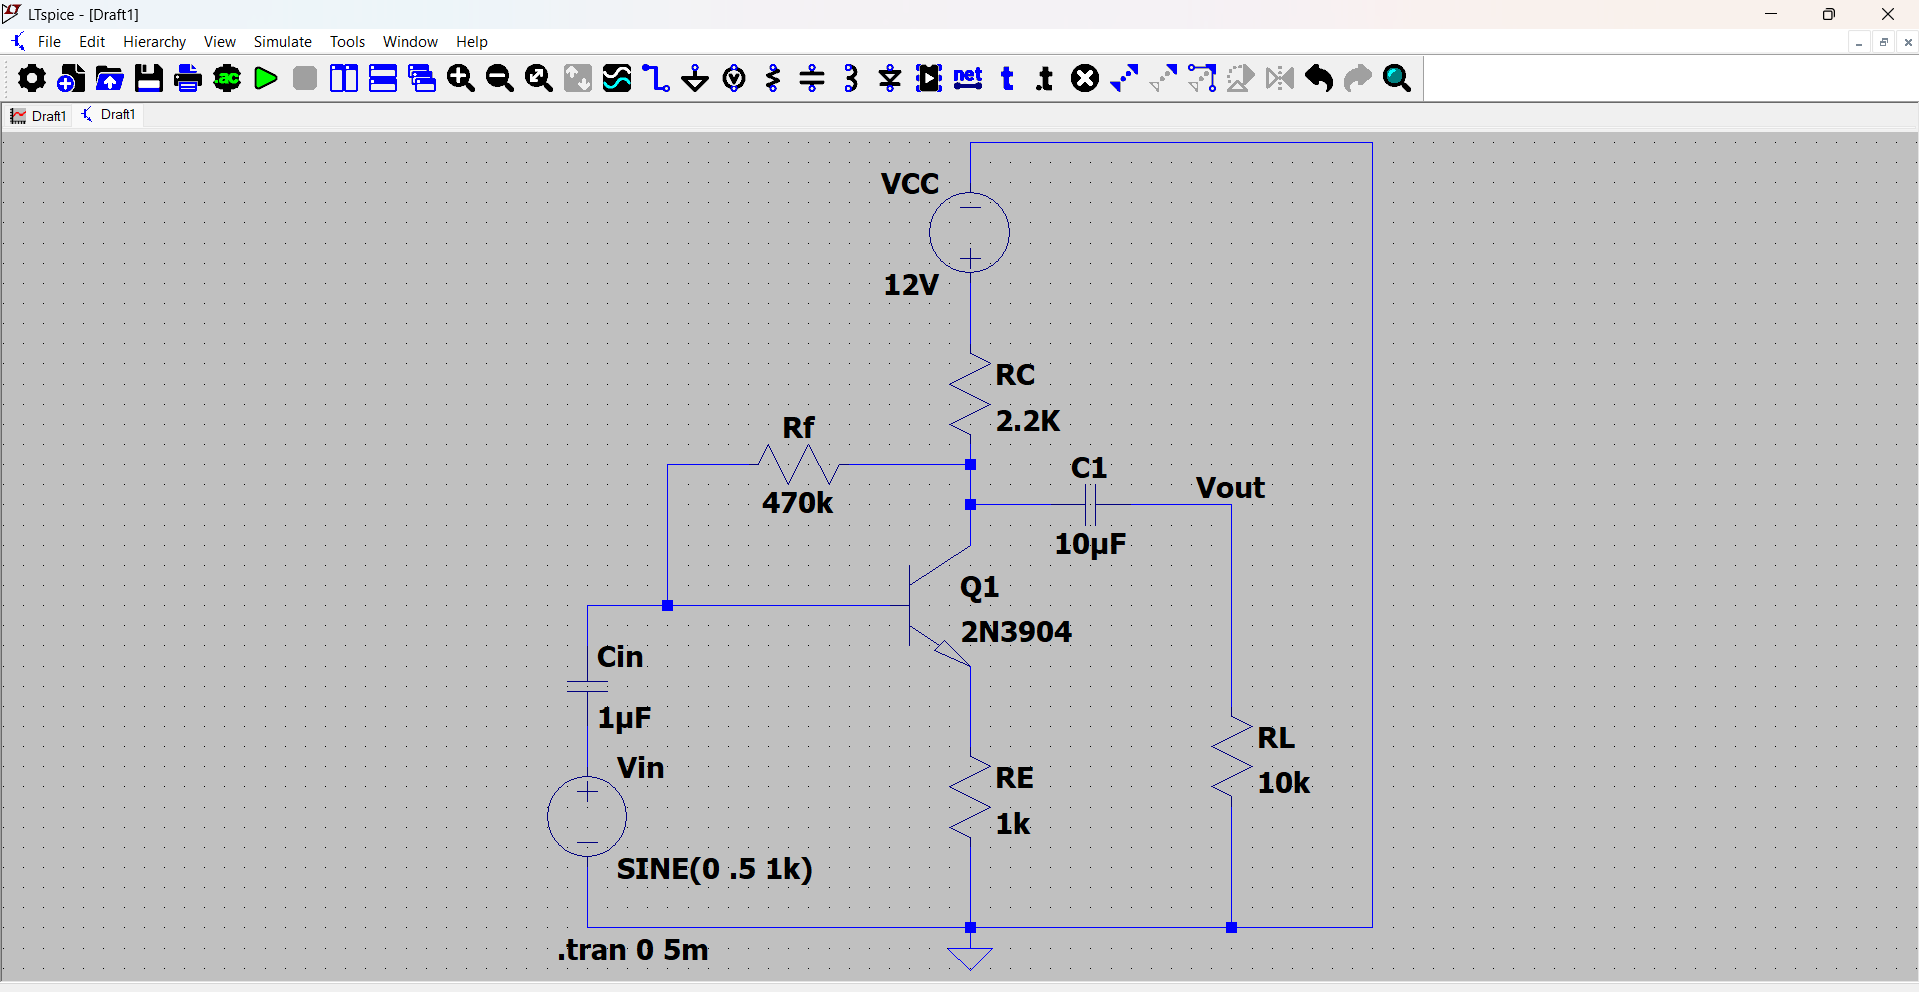 LTspice - [Draft1]
File Edit Hierarchy View Simulate Tools Window Help
.ac
net
t
.t
Draft1
Draft1
VCC
12V
RC
2.2K
Rf
470k
C1
10µF
Vout
Q1
2N3904
Cin
1µF
Vin
SINE(0 .5 1k)
RE
1k
RL
10k
.tran 0 5m